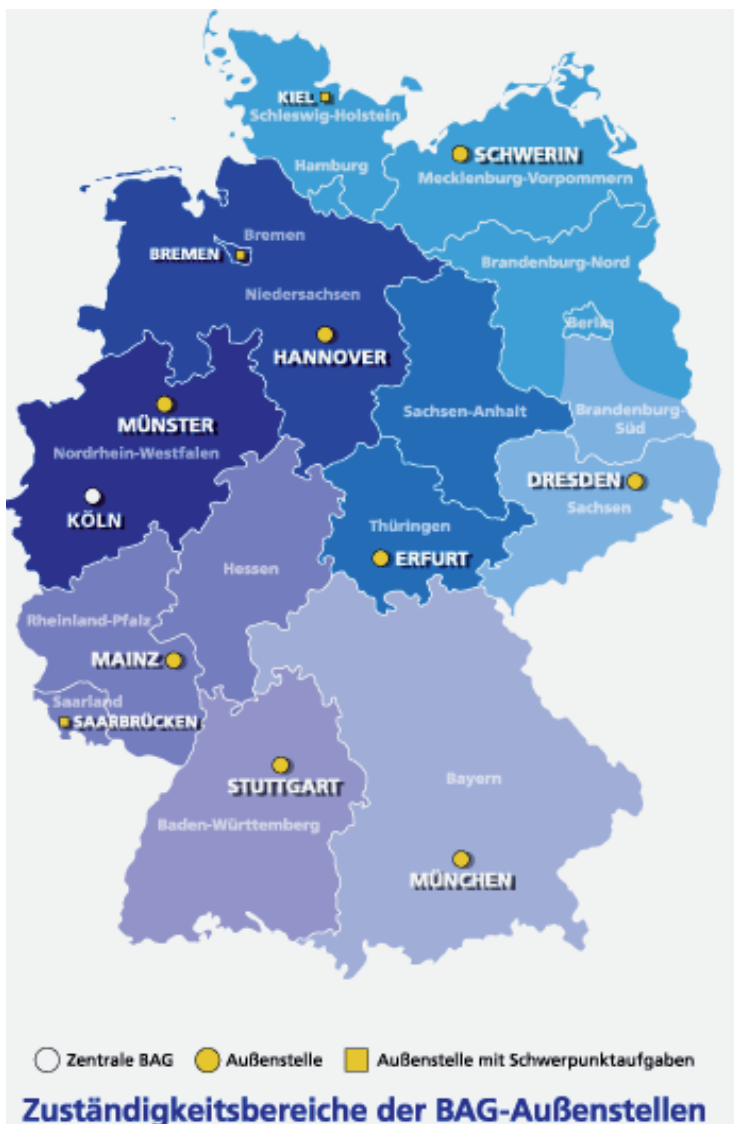 KIEL
Schleswig-Holstein
Hamburg
SCHWERIN
Mecklenburg-Vorpommern
Bremen
BREMEN
Brandenburg-Nord
Niedersachsen
Berlin
HANNOVER
MÜNSTER
Sachsen-Anhalt
Brandenburg-
Süd
Nordrhein-Westfalen
DRESDEN
KÖLN
Sachsen
Thüringen
ERFURT
Hessen
Rheinland-Pfalz
MAINZ
Saarland
SAARBRÜCKEN
STUTTGART
Bayern
Baden-Württemberg
MÜNCHEN
Zentrale BAG
Außenstelle
Außenstelle mit Schwerpunktaufgaben
Zuständigkeitsbereiche der BAG-Außenstellen